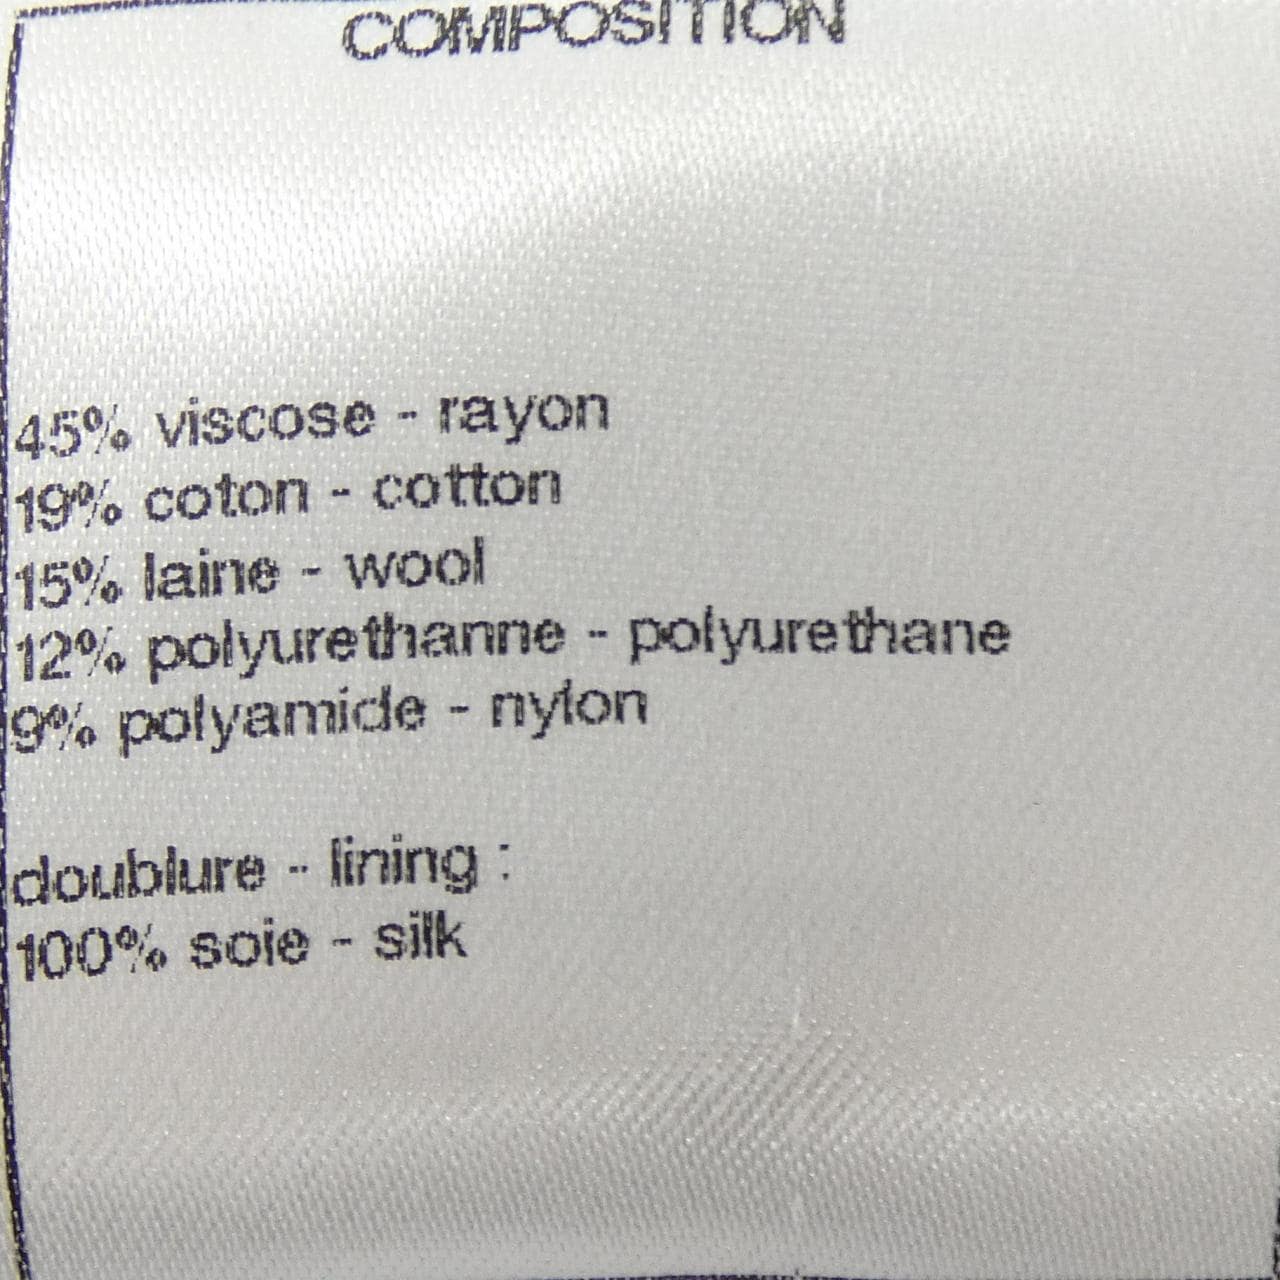 COMPOSITION
45% viscose - rayon
19% coton - cotton
15% laine - wool
12% polyurethanne - polyurethane
9% polyamide - nylon
doublure - lining :
100% soie - silk